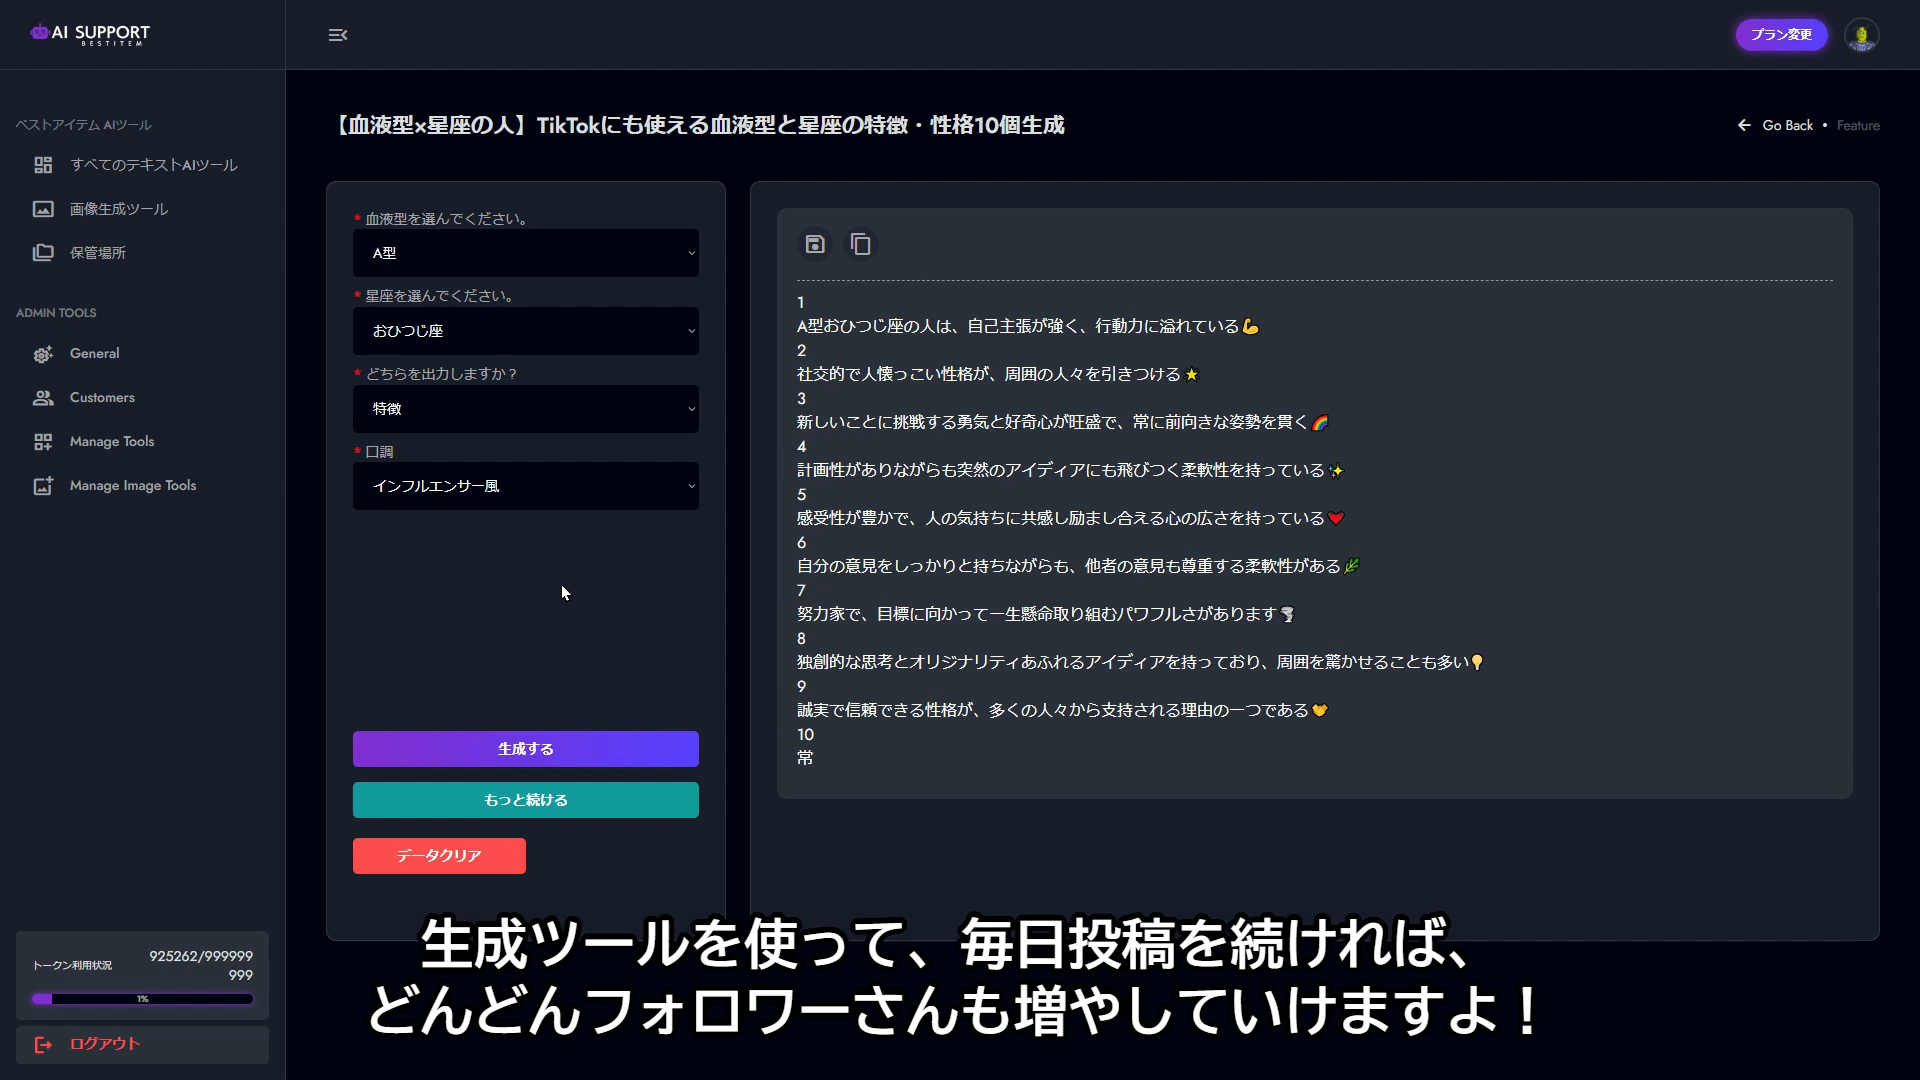 AI SUPPORT
BESTITEM
プラン変更
ベストアイテム AIツール
すべてのテキストAIツール
画像生成ツール
保管場所
ADMIN TOOLS
General
Customers
Manage Tools
Manage Image Tools
トークン利用状況
925262/999999
999
1%
ログアウト
【血液型×星座の人】TikTokにも使える血液型と星座の特徴・性格10個生成
Go Back • Feature
* 血液型を選んでください。
A型
* 星座を選んでください。
おひつじ座
* どちらを出力しますか？
特徴
* 口調
インフルエンサー風
生成する
もっと続ける
データクリア
1
A型おひつじ座の人は、自己主張が強く、行動力に溢れている💪
2
社交的で人懐っこい性格が、周囲の人々を引きつける🌟
3
新しいことに挑戦する勇気と好奇心が旺盛で、常に前向きな姿勢を貫く🌈
4
計画性がありながらも突然のアイディアにも飛びつく柔軟性を持っている✨
5
感受性が豊かで、人の気持ちに共感し励まし合える心の広さを持っている❤️
6
自分の意見をしっかりと持ちながらも、他者の意見も尊重する柔軟性がある🌿
7
努力家で、目標に向かって一生懸命取り組むパワフルさがあります🌪️
8
独創的な思考とオリジナリティあふれるアイディアを持っており、周囲を驚かせることも多い💡
9
誠実で信頼できる性格が、多くの人々から支持される理由の一つである🤝
10
常
生成ツールを使って、毎日投稿を続ければ、
どんどんフォロワーさんも増やしていけますよ！